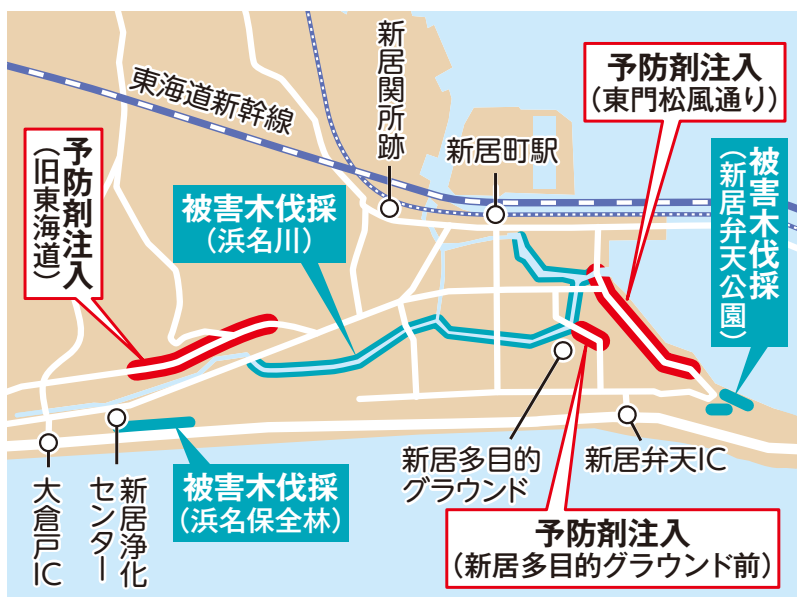 東海道新幹線
新居関所跡
新居町駅
予防剤注入
(東門松風通り)
被害木伐採
(新居弁天公園)
予防剤注入
(旧東海道)
被害木伐採
(浜名川)
新居多目的
グラウンド
新居弁天IC
大倉戸IC
新居浄化
センター
被害木伐採
(浜名保全林)
予防剤注入
(新居多目的グラウンド前)